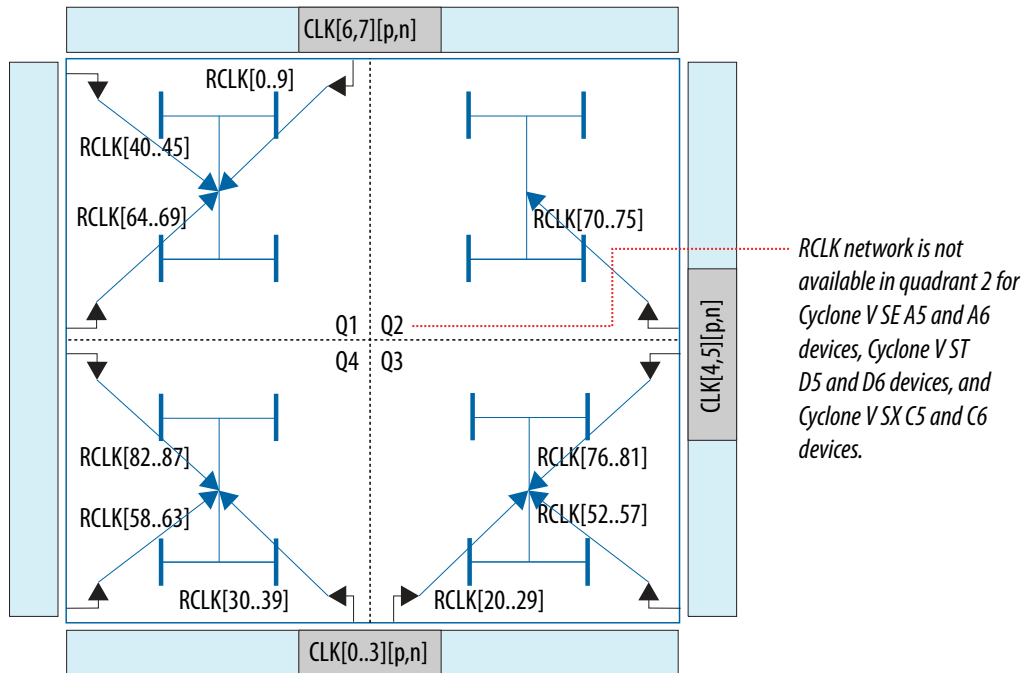 CLK[6,7][p,n]
RCLK[0..9]
RCLK[40..45]
RCLK[64..69]
RCLK[70..75]
Q1
Q2
Q4
Q3
RCLK[82..87]
RCLK[58..63]
RCLK[30..39]
RCLK[76..81]
RCLK[52..57]
RCLK[20..29]
CLK[4,5][p,n]
CLK[0..3][p,n]
RCLK network is not
available in quadrant 2 for
Cyclone V SE A5 and A6
devices, Cyclone V ST
D5 and D6 devices, and
Cyclone V SX C5 and C6
devices.